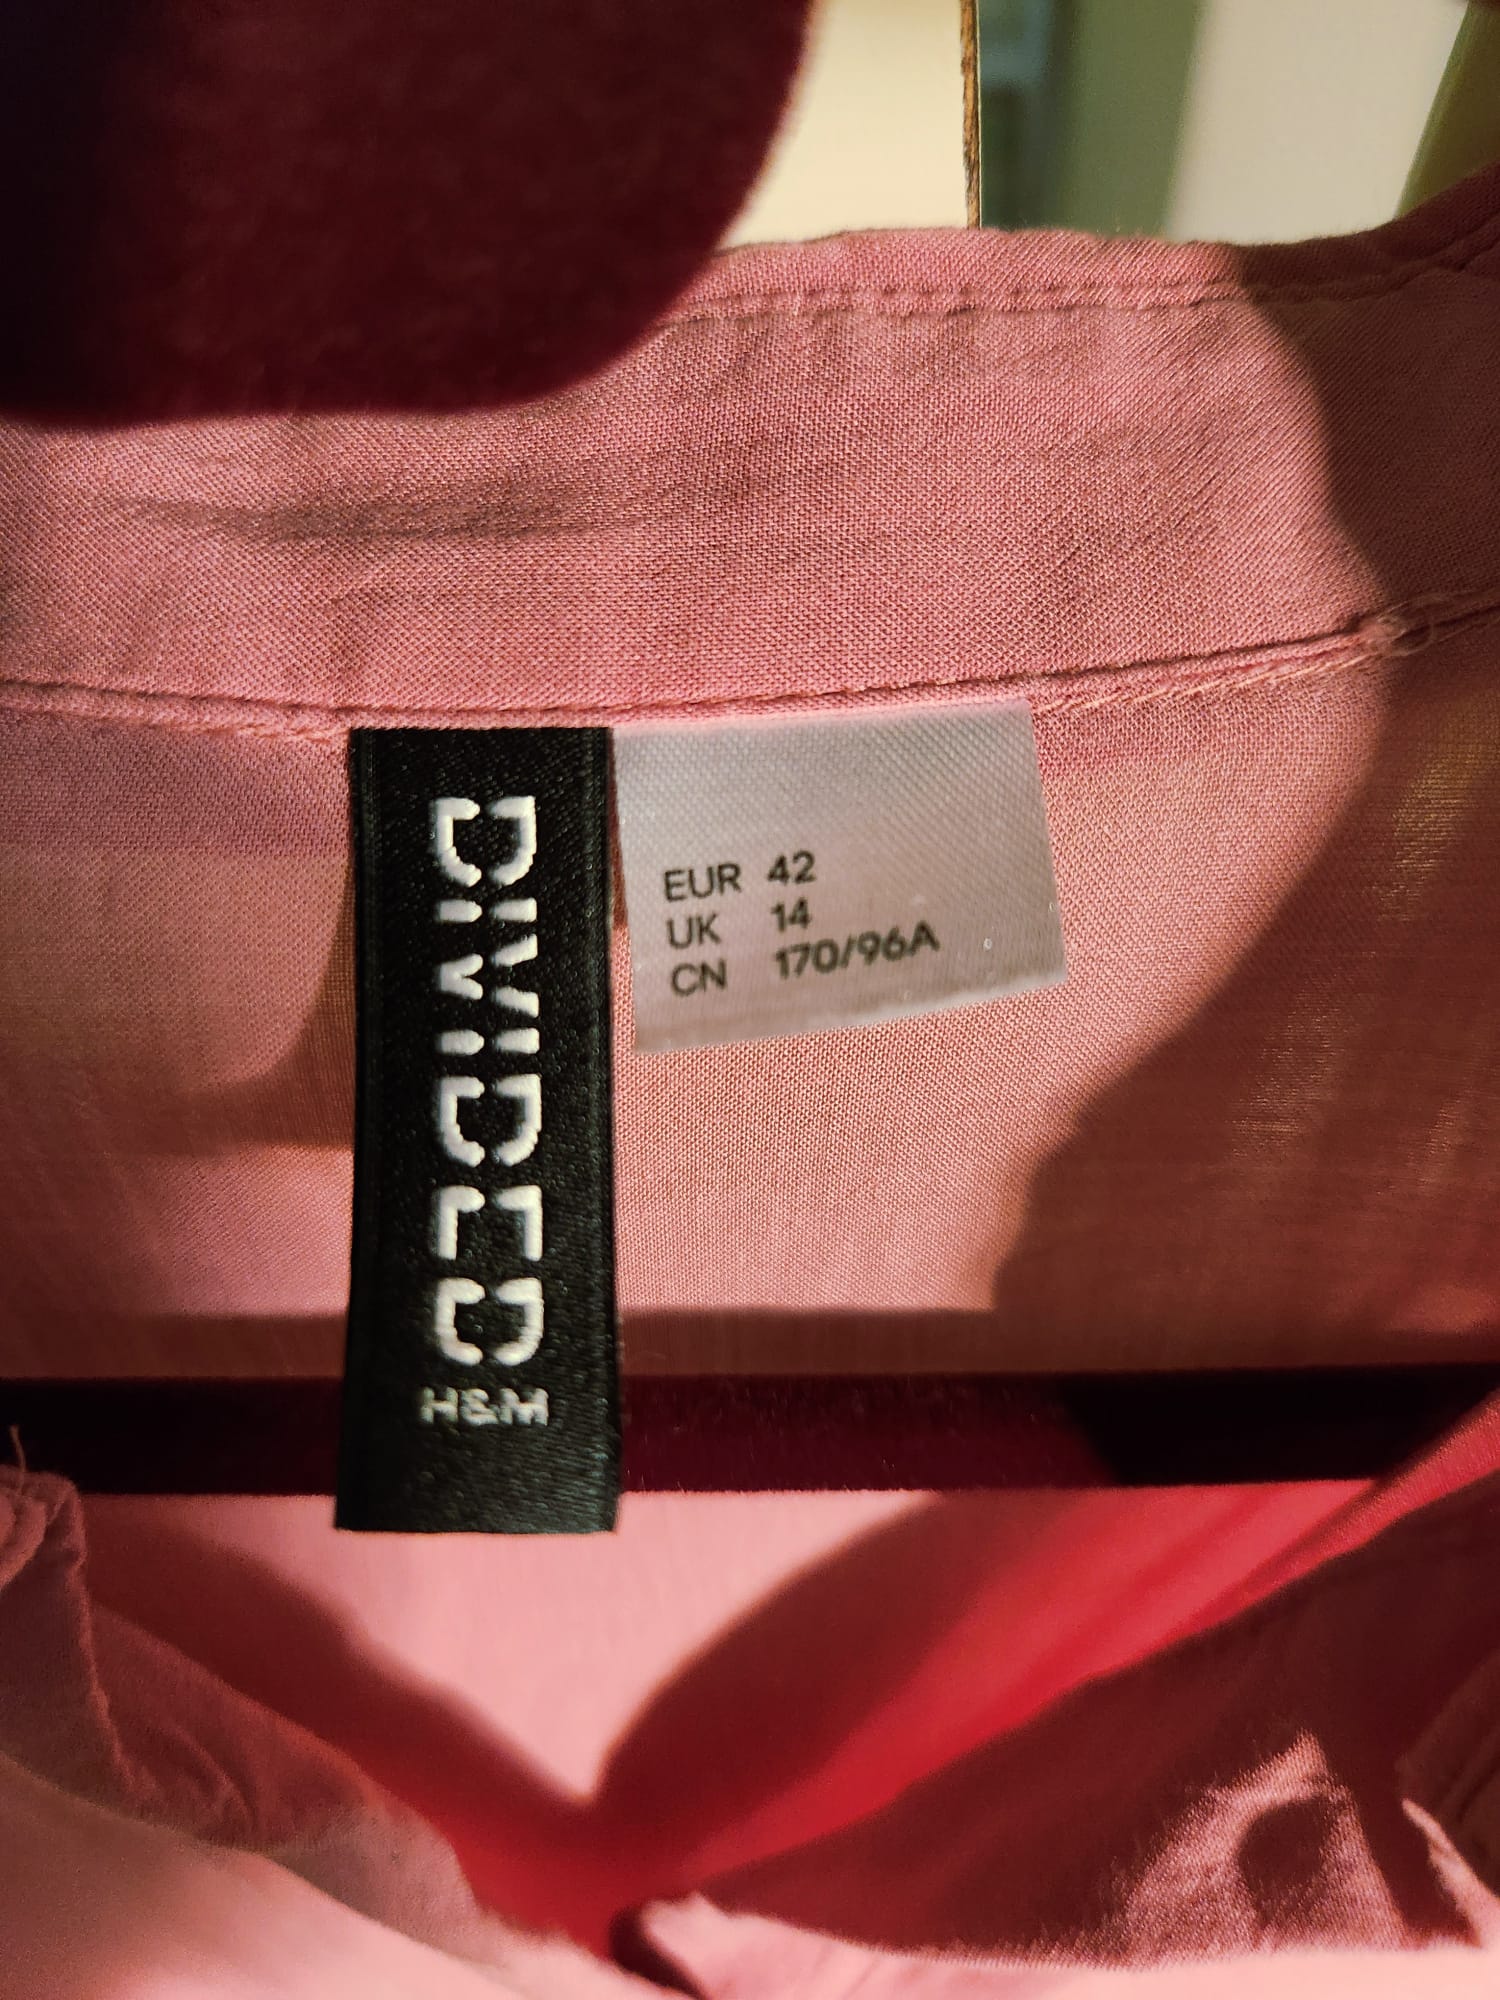 DIVIDED
H&M
EUR 42
UK 14
CN 170/96A